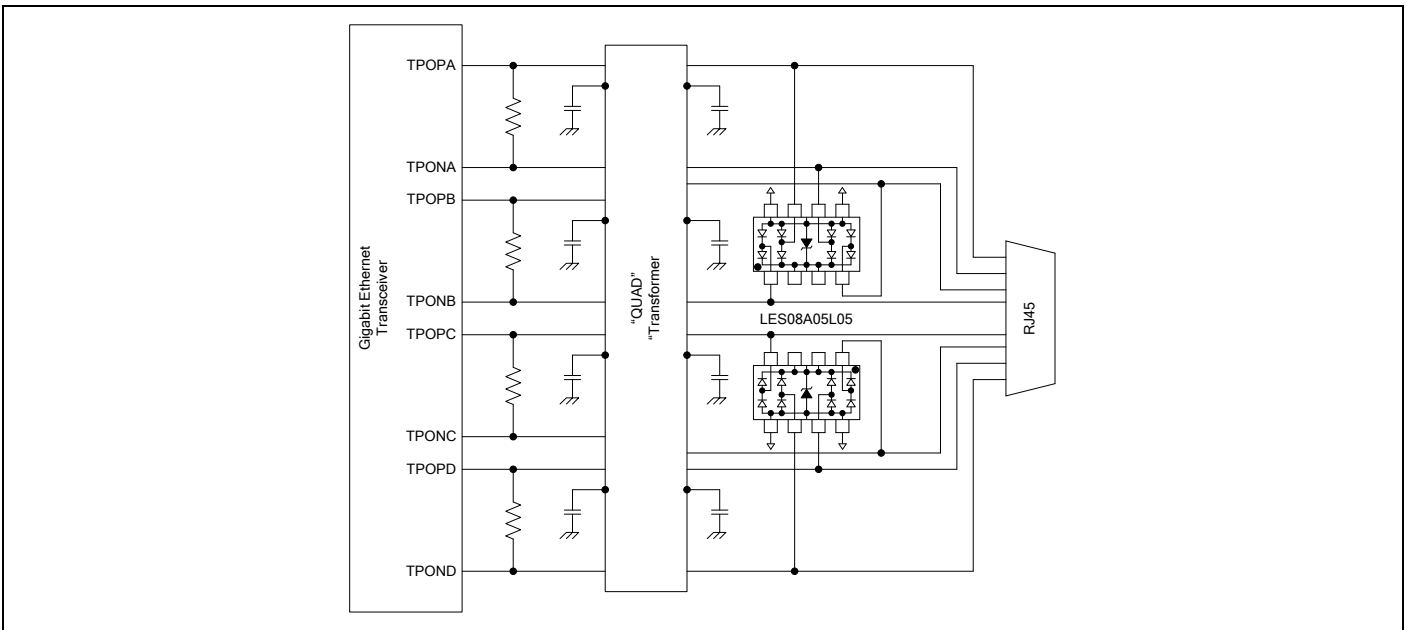 TPOPA
TPONA
TPOPB
TPONB
TPOPC
TPONC
TPOPD
TPOND
Gigabit Ethernet
Transceiver
“QUAD”
“Transformer
LES08A05L05
RJ45